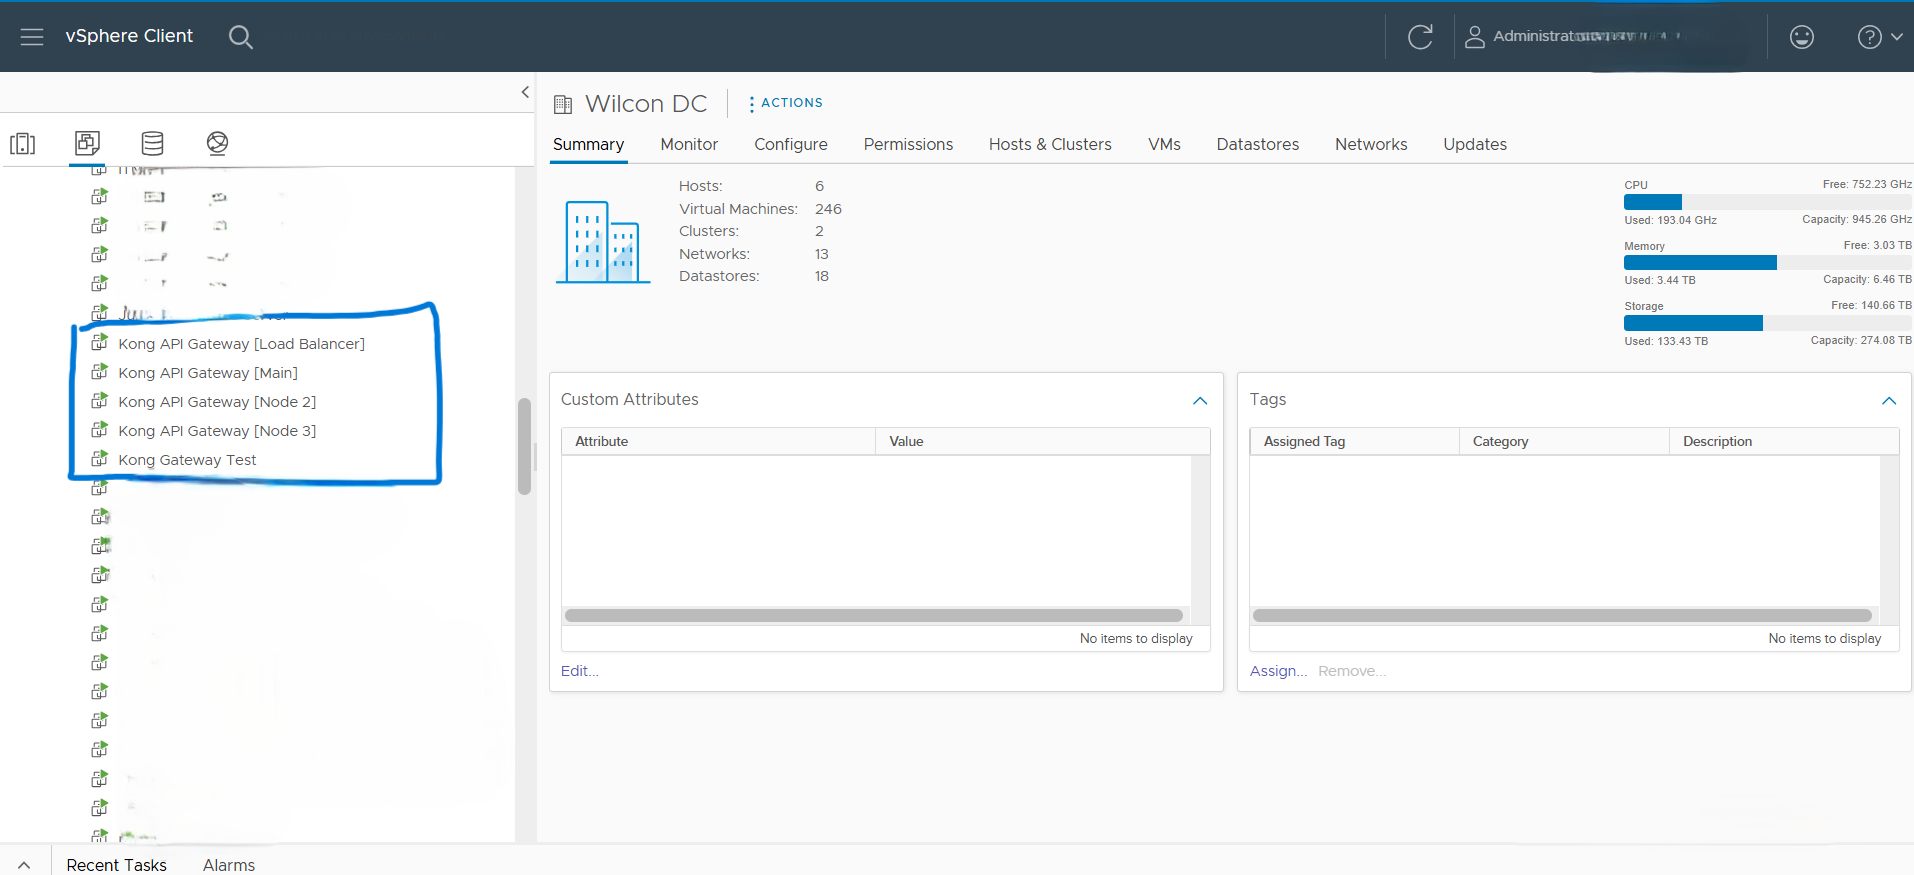 vSphere Client
Wilcon DC
ACTIONS
Summary Monitor Configure Permissions Hosts & Clusters VMs Datastores Networks Updates
Hosts: 6
Virtual Machines: 246
Clusters: 2
Networks: 13
Datastores: 18
CPU Free: 752.23 GHz
Used: 193.04 GHz Capacity: 945.26 GHz
Memory Free: 3.03 TB
Used: 3.44 TB Capacity: 6.46 TB
Storage Free: 140.66 TB
Used: 133.43 TB Capacity: 274.08 TB
Kong API Gateway [Load Balancer]
Kong API Gateway [Main]
Kong API Gateway [Node 2]
Kong API Gateway [Node 3]
Kong Gateway Test
Custom Attributes
Attribute Value
No items to display
Edit...
Tags
Assigned Tag Category Description
No items to display
Assign... Remove...
Recent Tasks Alarms